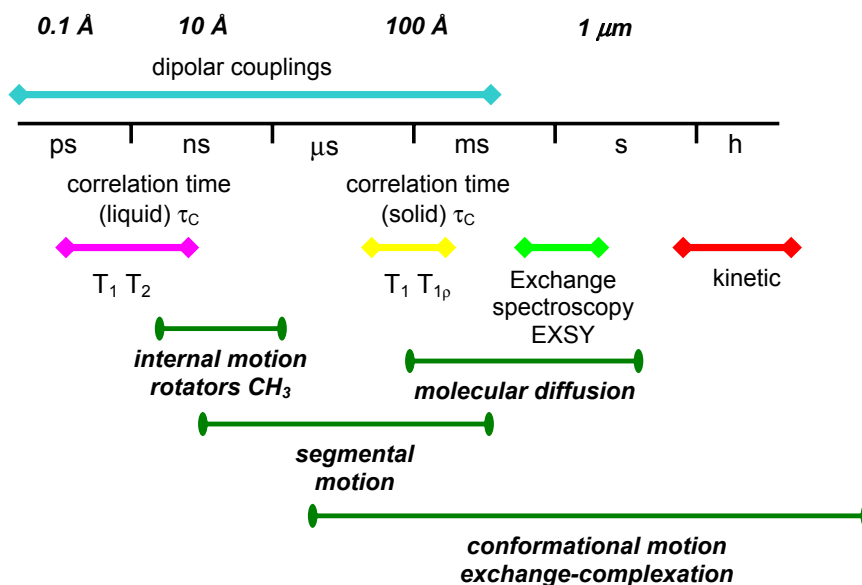 0.1 Å 10 Å 100 Å 1 μm
dipolar couplings
ps ns μs ms s h
correlation time
(liquid) τC
correlation time
(solid) τC
T1 T2
T1 T1ρ
Exchange
spectroscopy
EXSY
kinetic
internal motion
rotators CH3
molecular diffusion
segmental
motion
conformational motion
exchange-complexation